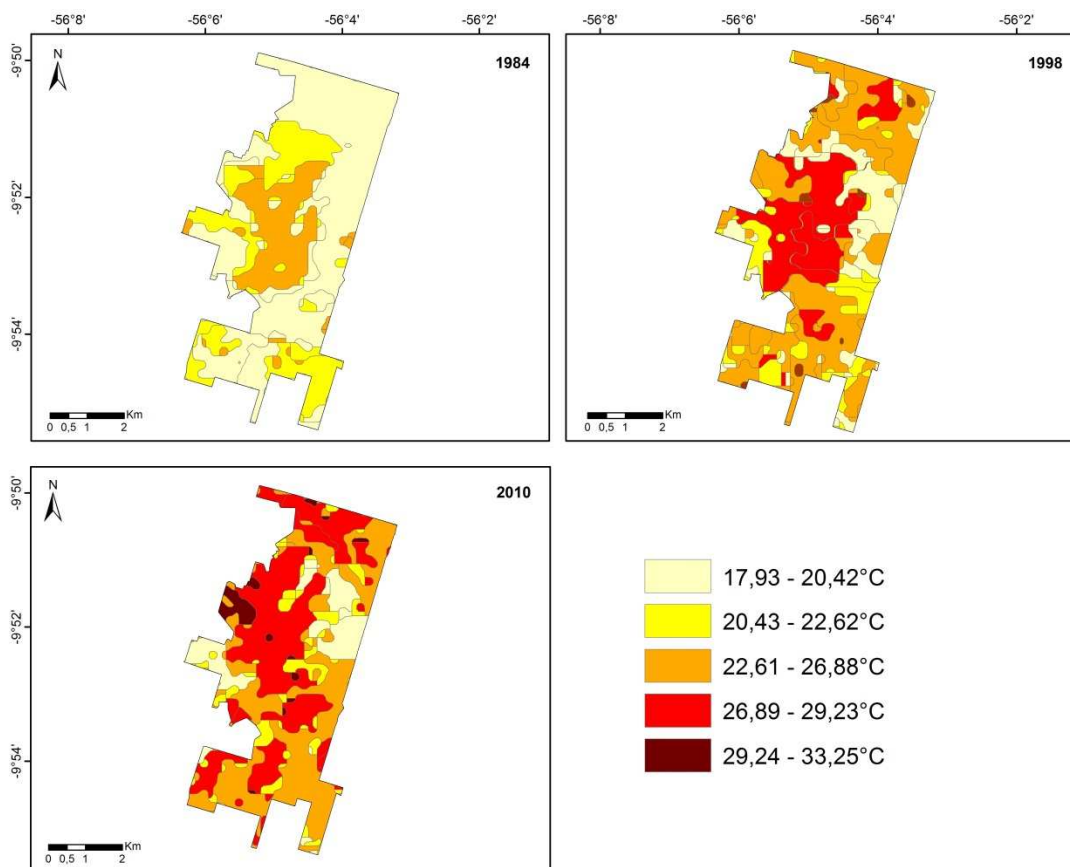 -56°8' -56°6' -56°4' -56°2' -56°8' -56°6' -56°4' -56°2'
-9°50'
N
1984
1998
-9°52'
-9°54'
0 0,5 1 2 Km
0 0,5 1 2 Km
-9°50'
N
2010
-9°52'
-9°54'
0 0,5 1 2 Km
17,93 - 20,42°C
20,43 - 22,62°C
22,61 - 26,88°C
26,89 - 29,23°C
29,24 - 33,25°C